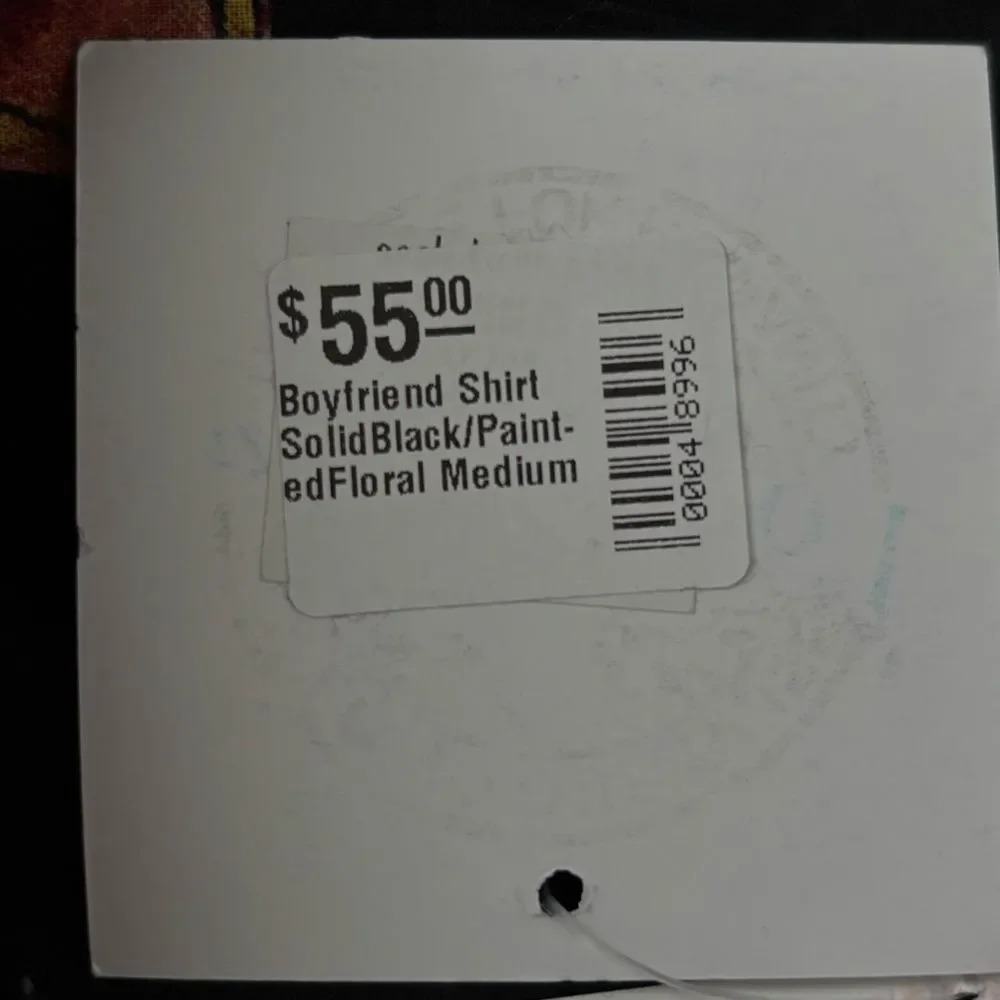 $5500
Boyfriend Shirt
SolidBlack/Paint-
edFloral Medium
00048996